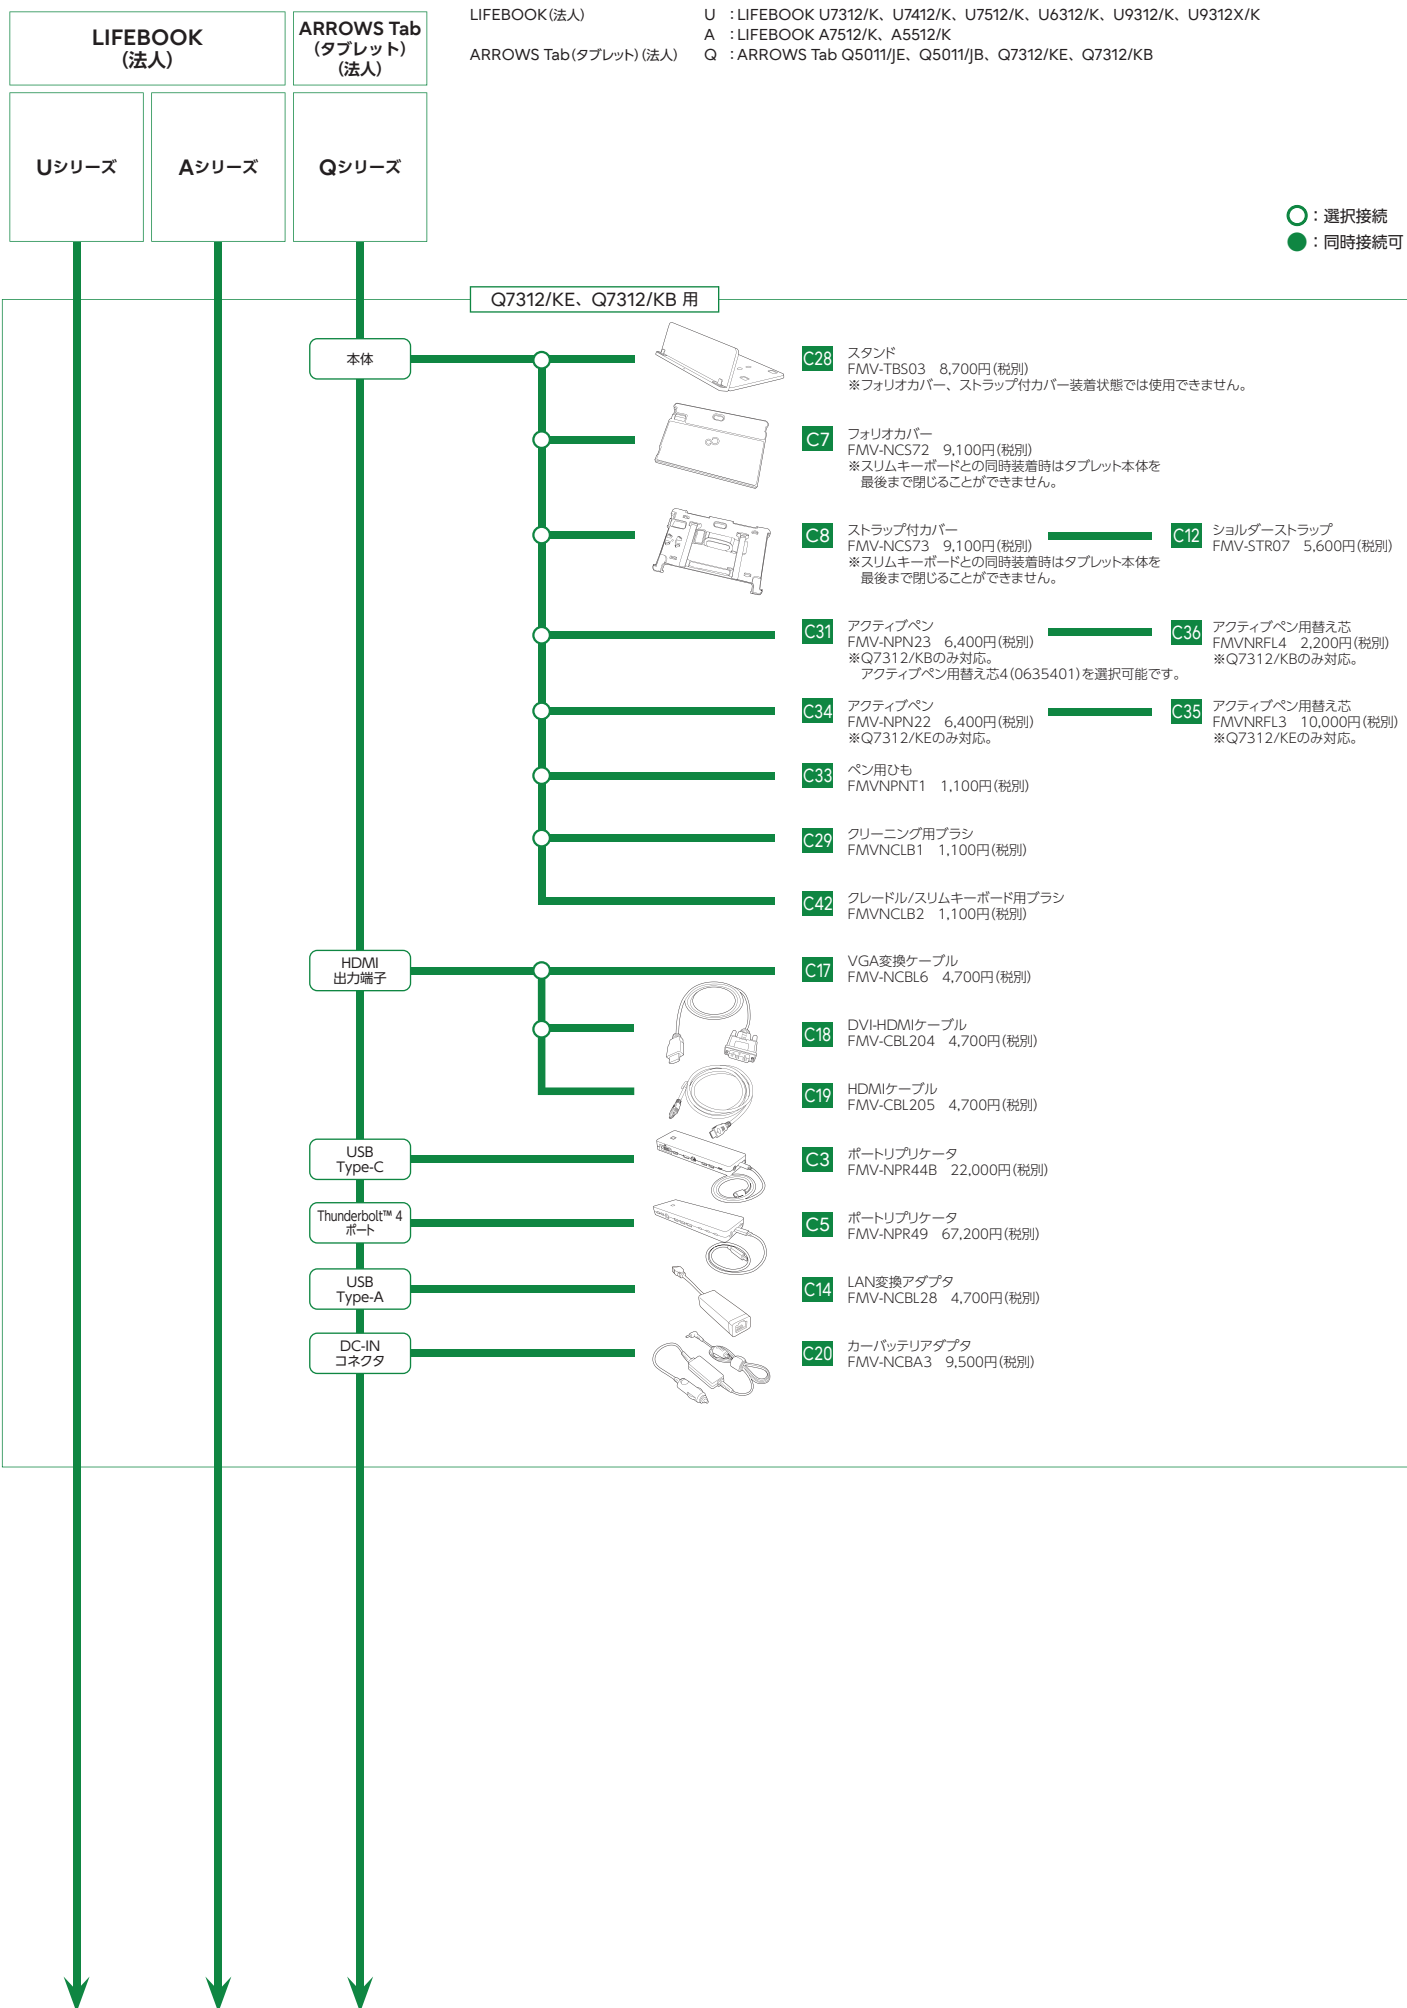 LIFEBOOK
（法人）
ARROWS Tab
（タブレット）
（法人）
LIFEBOOK（法人） U ：LIFEBOOK U7312/K、U7412/K、U7512/K、U6312/K、U9312/K、U9312X/K
A ：LIFEBOOK A7512/K、A5512/K
ARROWS Tab（タブレット）（法人） Q ：ARROWS Tab Q5011/JE、Q5011/JB、Q7312/KE、Q7312/KB
Uシリーズ
Aシリーズ
Qシリーズ
：選択接続
：同時接続可
Q7312/KE、Q7312/KB 用
本体
C28 スタンド
FMV-TBS03 8,700円（税別）
※フォリオカバー、ストラップ付カバー装着状態では使用できません。
C7 フォリオカバー
FMV-NCS72 9,100円（税別）
※スリムキーボードとの同時装着時はタブレット本体を
最後まで閉じることができません。
C8 ストラップ付カバー
FMV-NCS73 9,100円（税別）
※スリムキーボードとの同時装着時はタブレット本体を
最後まで閉じることができません。
C12 ショルダーストラップ
FMV-STR07 5,600円（税別）
C31 アクティブペン
FMV-NPN23 6,400円（税別）
※Q7312/KBのみ対応。
アクティブペン用替え芯4（0635401）を選択可能です。
C36 アクティブペン用替え芯
FMVNRFL4 2,200円（税別）
※Q7312/KBのみ対応。
C34 アクティブペン
FMV-NPN22 6,400円（税別）
※Q7312/KEのみ対応。
C35 アクティブペン用替え芯
FMVNRFL3 10,000円（税別）
※Q7312/KEのみ対応。
C33 ペン用ひも
FMVNPNT1 1,100円（税別）
C29 クリーニング用ブラシ
FMVNCLB1 1,100円（税別）
C42 クレードル/スリムキーボード用ブラシ
FMVNCLB2 1,100円（税別）
HDMI
出力端子
C17 VGA変換ケーブル
FMV-NCBL6 4,700円（税別）
C18 DVI-HDMIケーブル
FMV-CBL204 4,700円（税別）
C19 HDMIケーブル
FMV-CBL205 4,700円（税別）
USB
Type-C
C3 ポートリプリケータ
FMV-NPR44B 22,000円（税別）
Thunderbolt™ 4
ポート
C5 ポートリプリケータ
FMV-NPR49 67,200円（税別）
USB
Type-A
C14 LAN変換アダプタ
FMV-NCBL28 4,700円（税別）
DC-IN
コネクタ
C20 カーバッテリアダプタ
FMV-NCBA3 9,500円（税別）